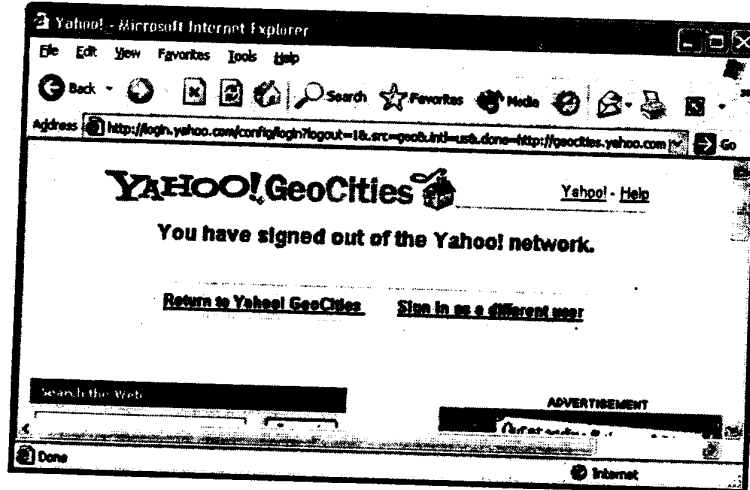 Yahoo! - Microsoft Internet Explorer
File Edit View Favorites Tools Help
Back Search Favorites Media
Address http://login.yahoo.com/config/login?logout=1&.src=geo&.intl=us&.done=http://geocities.yahoo.com Go
YAHOO! GeoCities Yahoo! - Help
You have signed out of the Yahoo! network.
Return to Yahoo! GeoCities Sign in as a different user
Search the Web ADVERTISEMENT
Done Internet